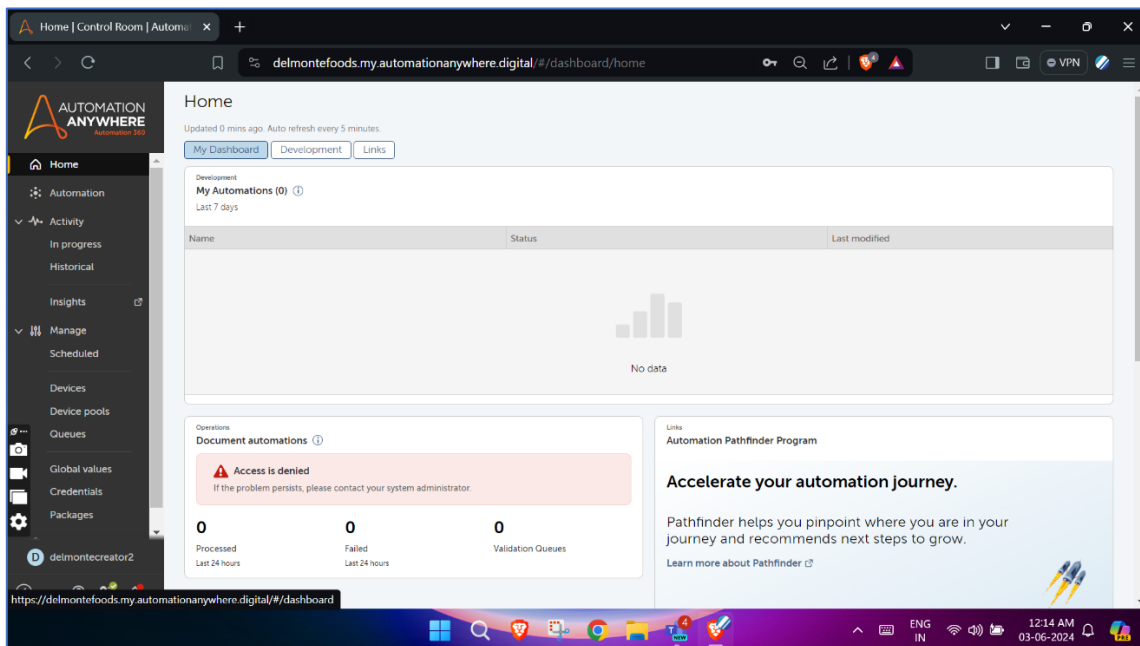 Home | Control Room | Automa
delmontefoods.my.automationanywhere.digital/#/dashboard/home
4
VPN
AUTOMATION
ANYWHERE
Automation 360
Home
Automation
Activity
In progress
Historical
Insights
Manage
Scheduled
Devices
Device pools
Queues
Global values
Credentials
Packages
D delmontecreator2
Home
Updated 0 mins ago. Auto refresh every 5 minutes.
My Dashboard Development Links
Development
My Automations (0)
Last 7 days
Name Status Last modified
No data
Operations
Document automations
Access is denied
If the problem persists, please contact your system administrator.
0 0 0
Processed Failed Validation Queues
Last 24 hours Last 24 hours
Links
Automation Pathfinder Program
Accelerate your automation journey.
Pathfinder helps you pinpoint where you are in your
journey and recommends next steps to grow.
Learn more about Pathfinder
https://delmontefoods.my.automationanywhere.digital/#/dashboard
4
NEW
ENG
IN
12:14 AM
03-06-2024
PRE